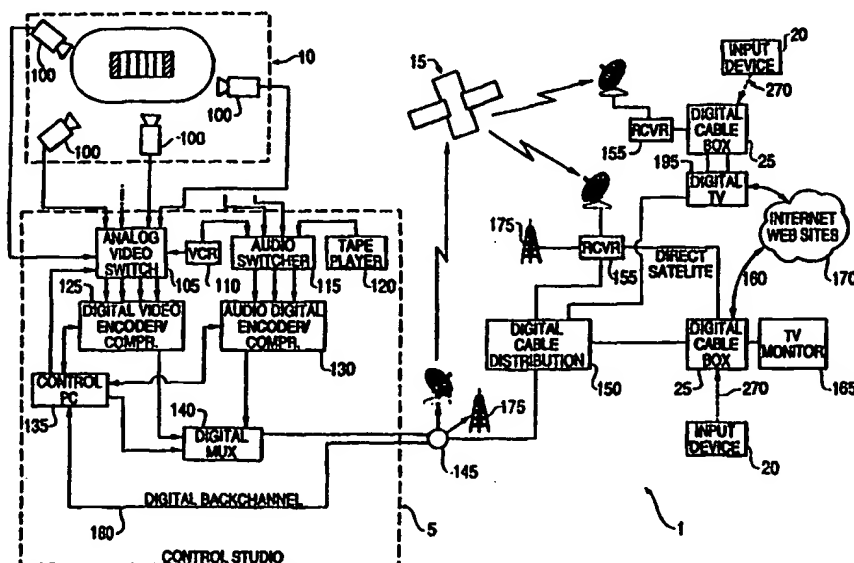 100
10
100
100
100
15
INPUT
DEVICE
20
270
RCVR
155
DIGITAL
CABLE
BOX
25
195
DIGITAL
TV
INTERNET
WEB SITES
170
160
ANALOG
VIDEO
SWITCH
105
VCR
110
AUDIO
SWITCHER
115
TAPE
PLAYER
120
175
RCVR
155
DIRECT
SATELITE
125
DIGITAL VIDEO
ENCODER/
COMPR.
AUDIO DIGITAL
ENCODER/
COMPR.
130
DIGITAL
CABLE
DISTRIBUTION
150
DIGITAL
CABLE
BOX
25
TV
MONITOR
165
270
CONTROL
PC
135
140
DIGITAL
MUX
175
145
INPUT
DEVICE
20
DIGITAL BACKCHANNEL
180
5
1
CONTROL STUDIO